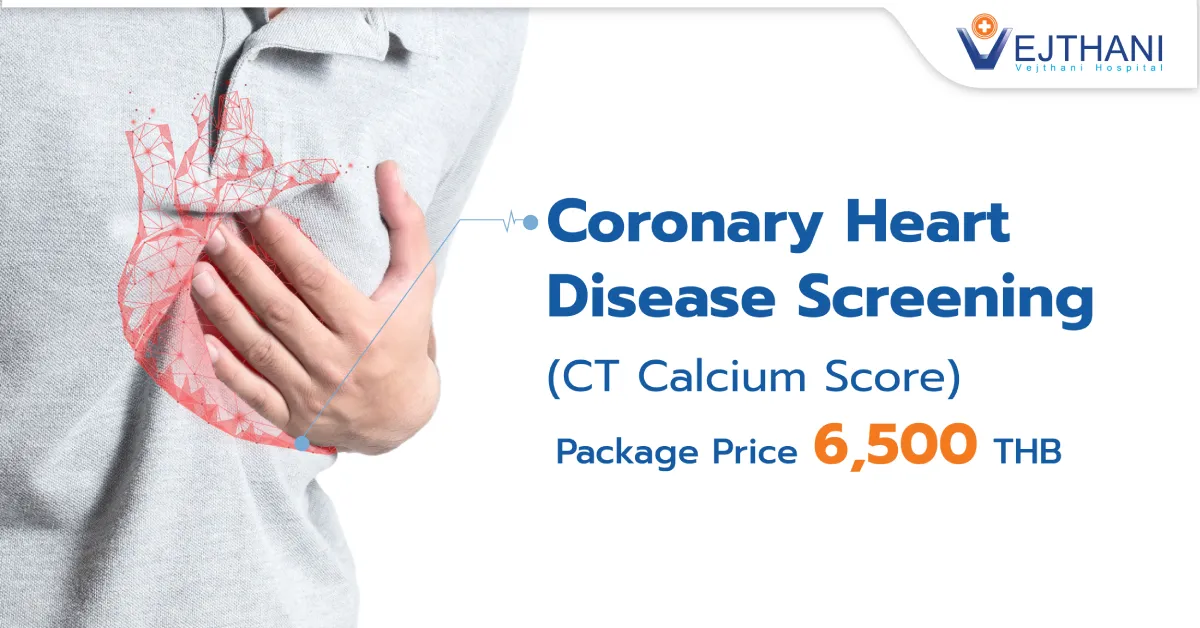 VEJTHANI
Vejthani Hospital
Coronary Heart
Disease Screening
(CT Calcium Score)
Package Price 6,500 THB